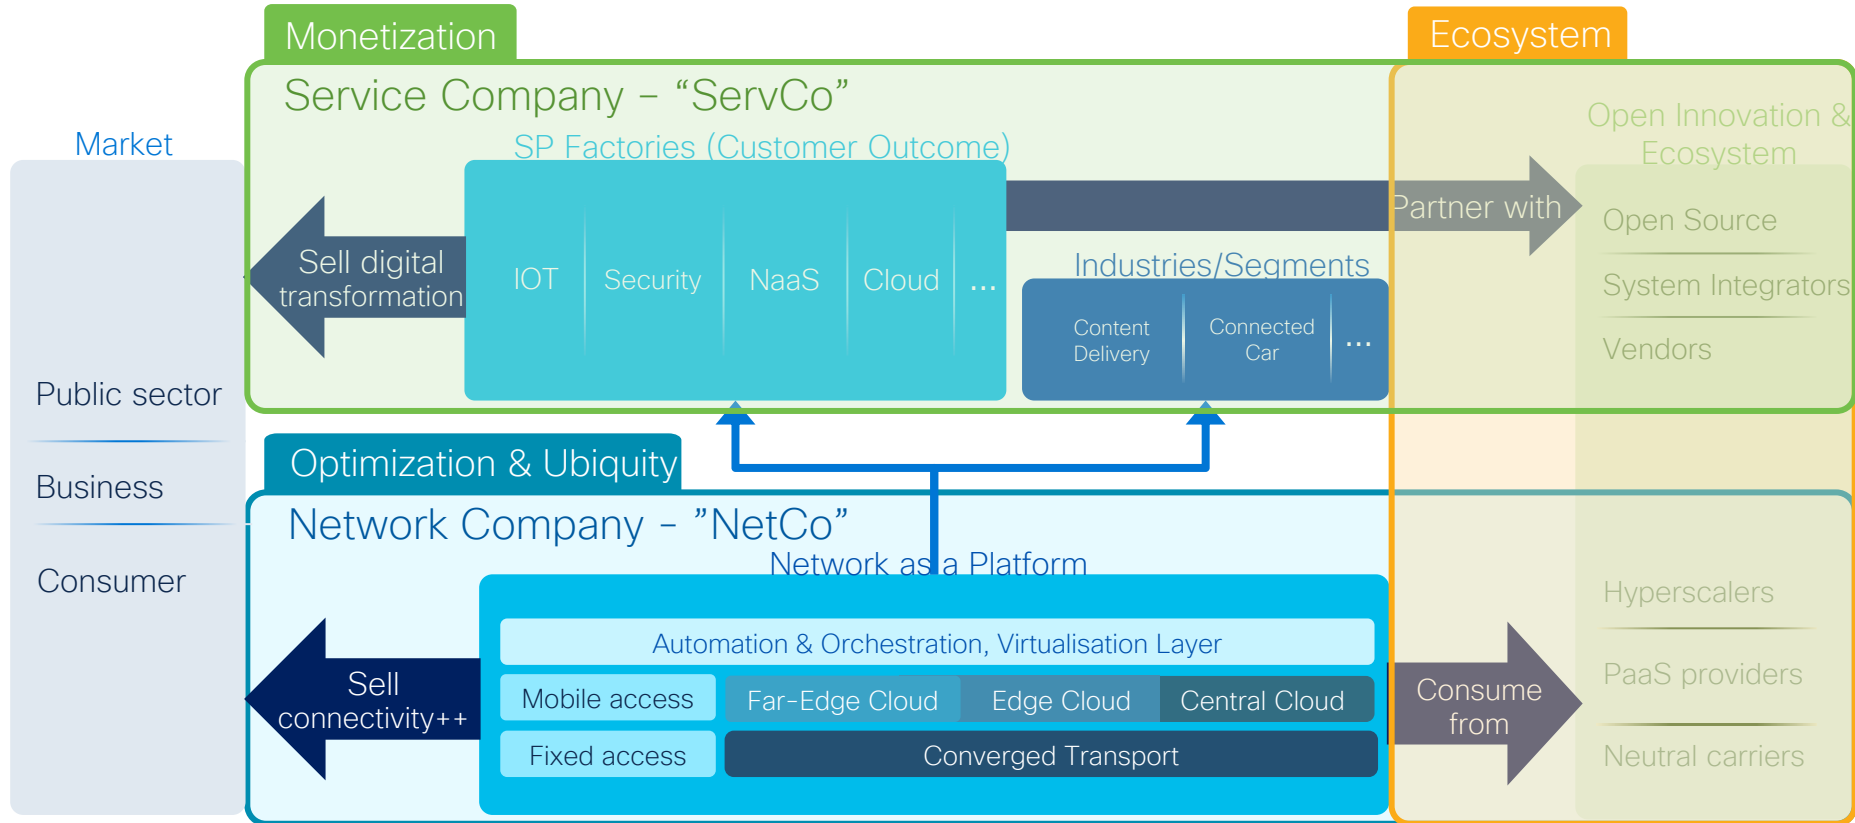 Monetization
Ecosystem
Service Company – “ServCo”
Open Innovation &
Ecosystem
Market
SP Factories (Customer Outcome)
Partner with
Open Source
Sell digital
transformation
IOT
Security
NaaS
Cloud
...
Industries/Segments
System Integrators
Content
Delivery
Connected
Car
...
Vendors
Public sector
Optimization & Ubiquity
Business
Network Company – ”NetCo”
Network as a Platform
Consumer
Hyperscalers
Automation & Orchestration, Virtualisation Layer
Sell
connectivity++
Mobile access
Far-Edge Cloud
Edge Cloud
Central Cloud
Consume
from
PaaS providers
Fixed access
Converged Transport
Neutral carriers